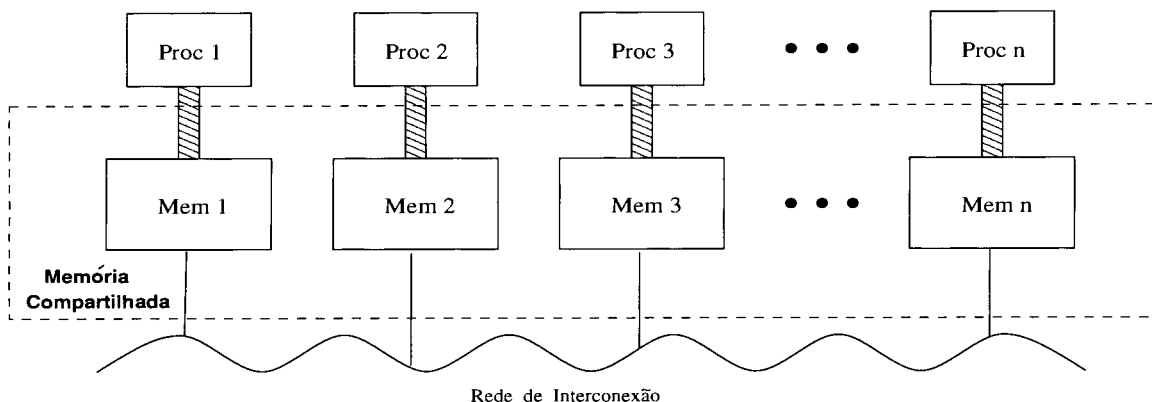 Proc 1
Proc 2
Proc 3
Proc n
Mem 1
Mem 2
Mem 3
Mem n
Memória
Compartilhada
Rede de Interconexão